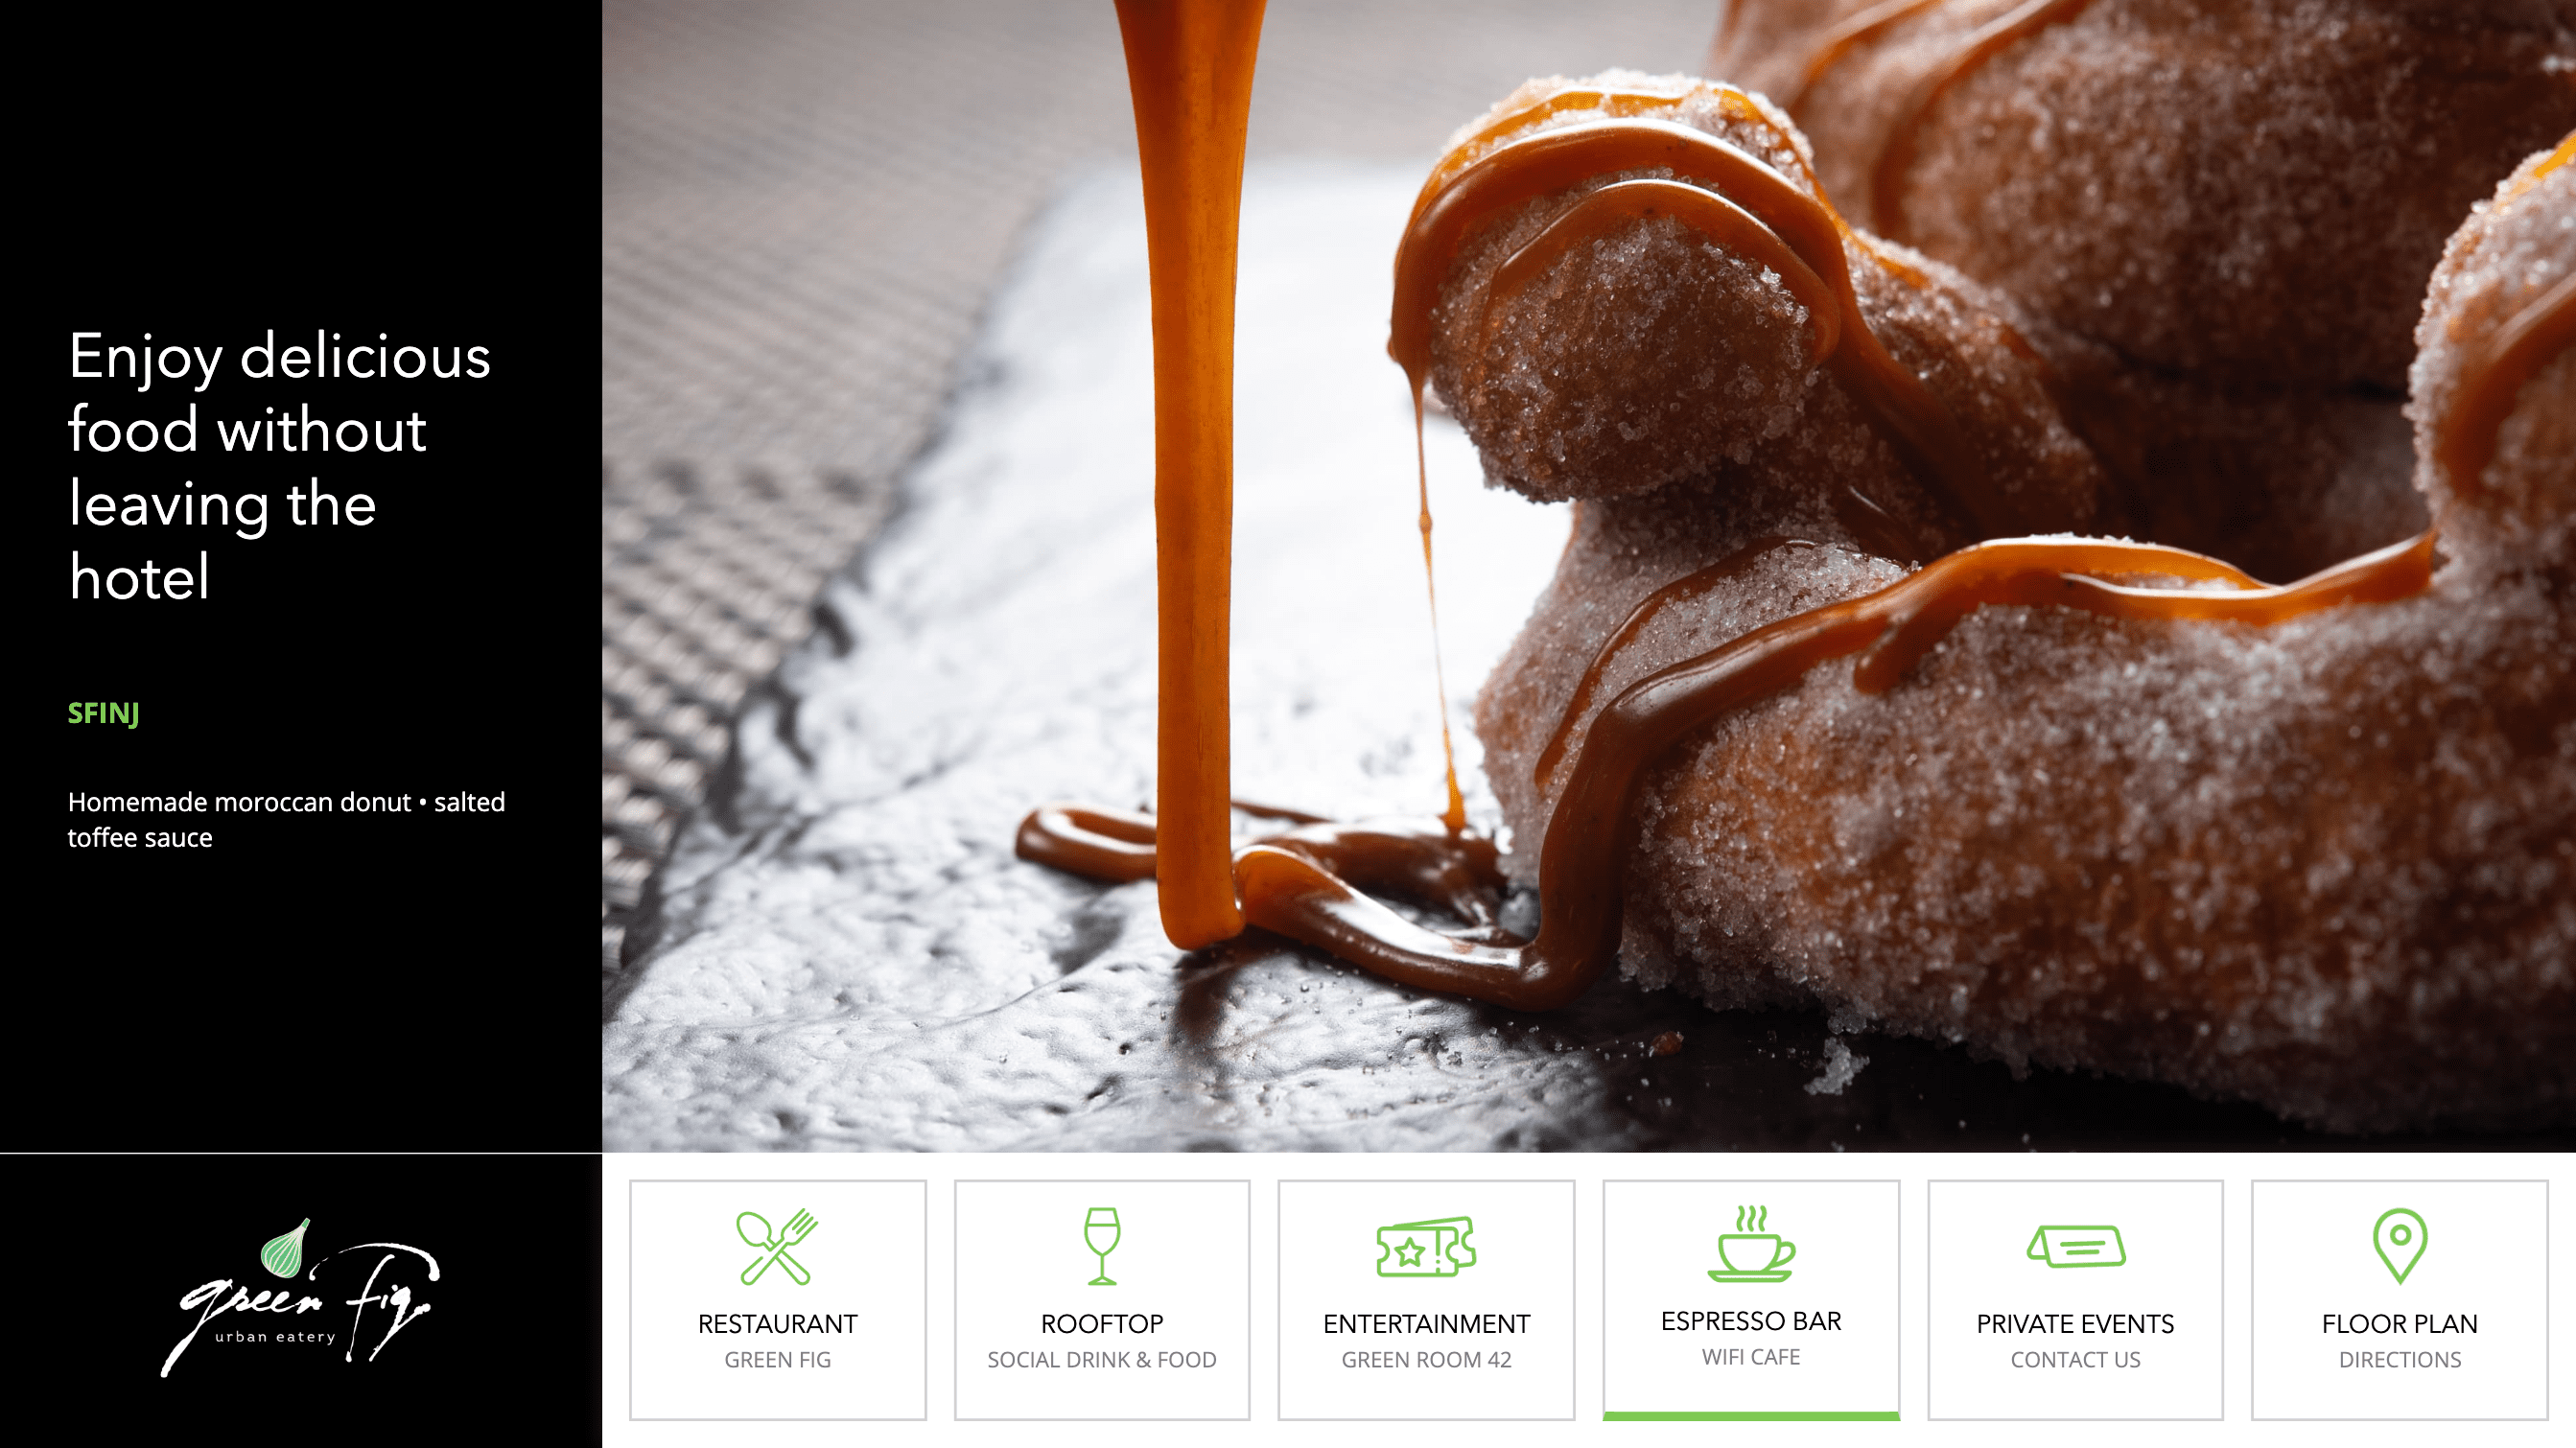 Enjoy delicious
food without
leaving the
hotel
SFINJ
Homemade moroccan donut • salted
toffee sauce
green fig
urban eatery
RESTAURANT
GREEN FIG
ROOFTOP
SOCIAL DRINK & FOOD
ENTERTAINMENT
GREEN ROOM 42
ESPRESSO BAR
WIFI CAFE
PRIVATE EVENTS
CONTACT US
FLOOR PLAN
DIRECTIONS